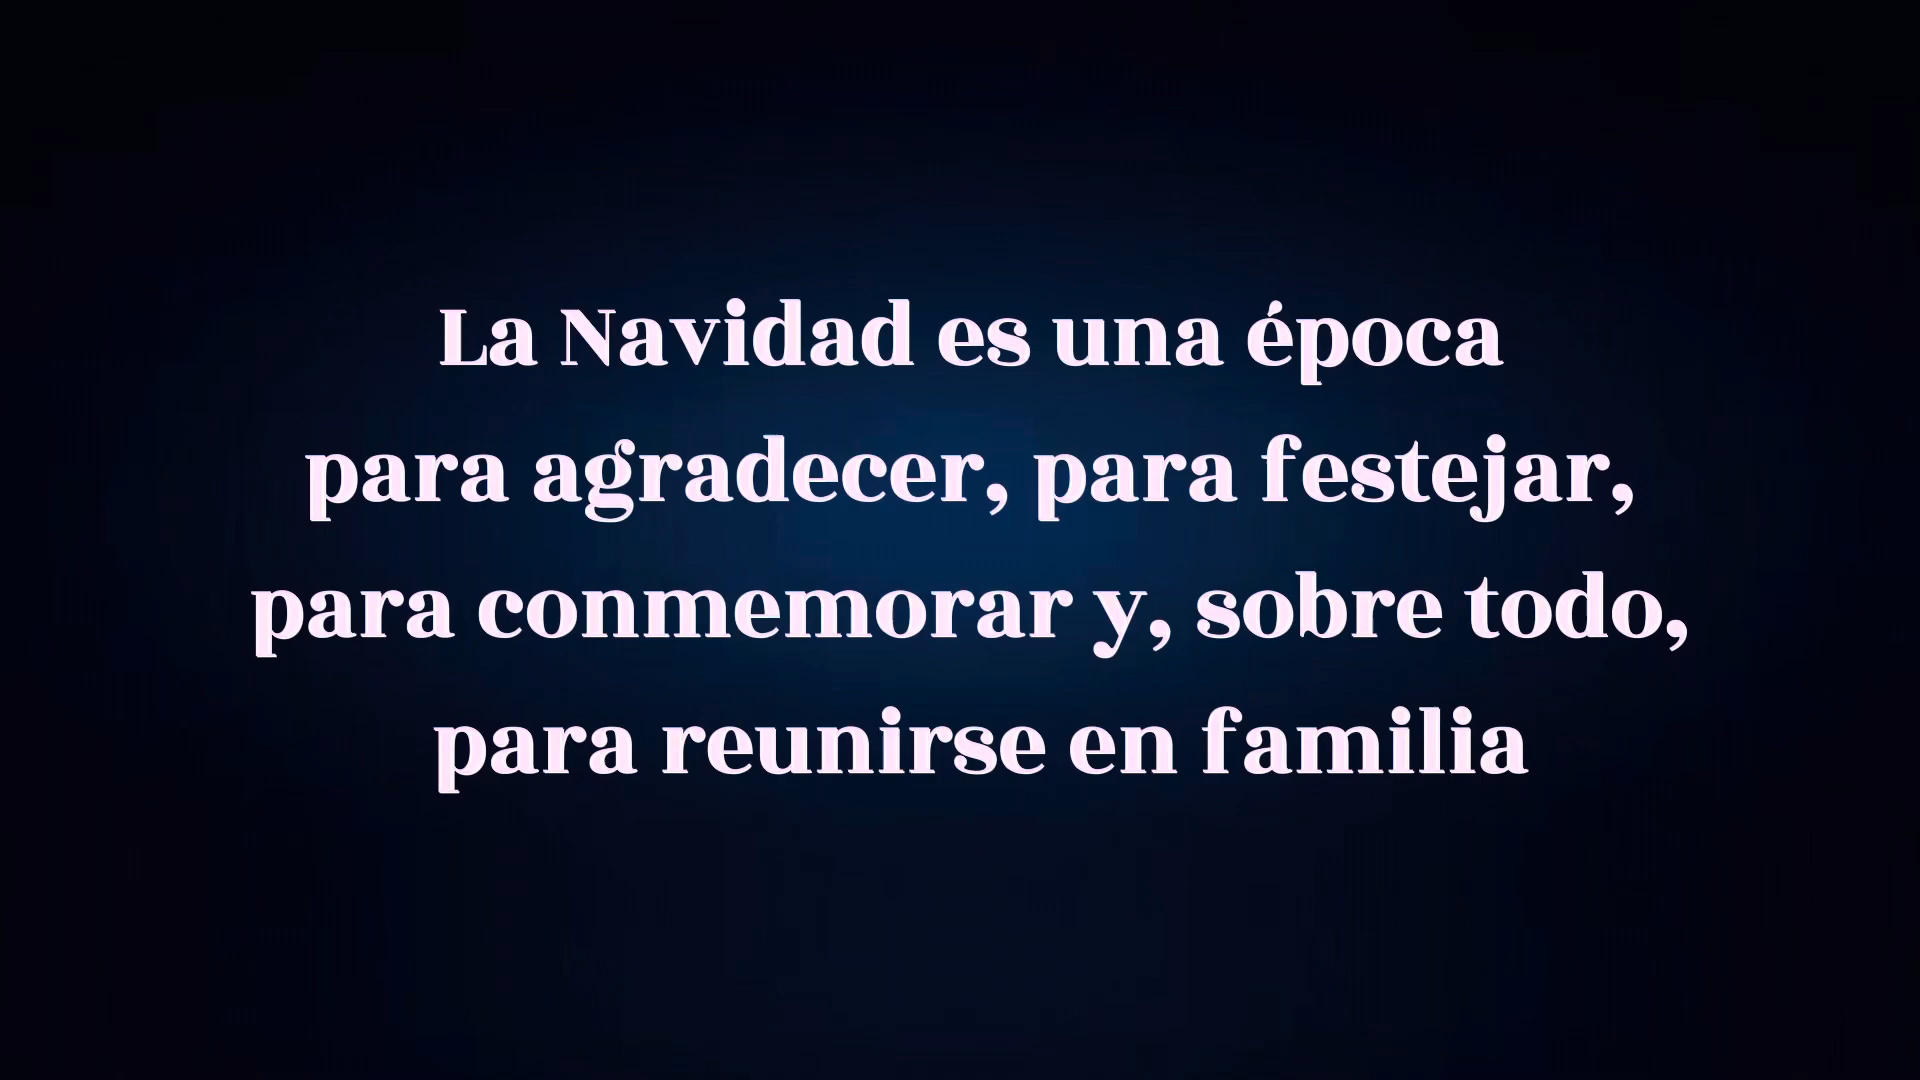 La Navidad es una época
para agradecer, para festejar,
para conmemorar y, sobre todo,
para reunirse en familia